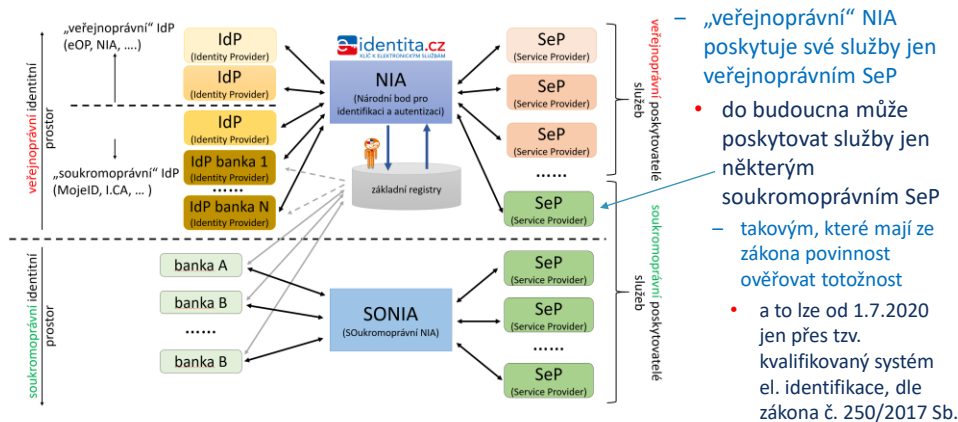 „veřejnoprávní“ IdP
(eOP, NIA, ….)
„soukromoprávní“ IdP
(MojeID, I.CA, … )
veřejnoprávní identitní
prostor
soukromoprávní identitní
prostor
IdP
(Identity Provider)
IdP
(Identity Provider)
IdP
(Identity Provider)
IdP banka 1
(Identity Provider)
……
IdP banka N
(Identity Provider)
banka A
banka B
……
banka B
e-identita.cz
KLÍČ K ELEKTRONICKÝM SLUŽBÁM
NIA
(Národní bod pro
identifikaci a autentizaci)
základní registry
SONIA
(SOukromoprávní NIA)
SeP
(Service Provider)
SeP
(Service Provider)
……
SeP
(Service Provider)
SeP
(Service Provider)
SeP
(Service Provider)
SeP
(Service Provider)
……
SeP
(Service Provider)
veřejnoprávní poskytovatelé
služeb
soukromoprávní poskytovatelé
služeb
– „veřejnoprávní“ NIA
poskytuje své služby jen
veřejnoprávním SeP
• do budoucna může
poskytovat služby jen
některým
soukromoprávním SeP
– takovým, které mají ze
zákona povinnost
ověřovat totožnost
• a to lze od 1.7.2020
jen přes tzv.
kvalifikovaný systém
el. identifikace, dle
zákona č. 250/2017 Sb.